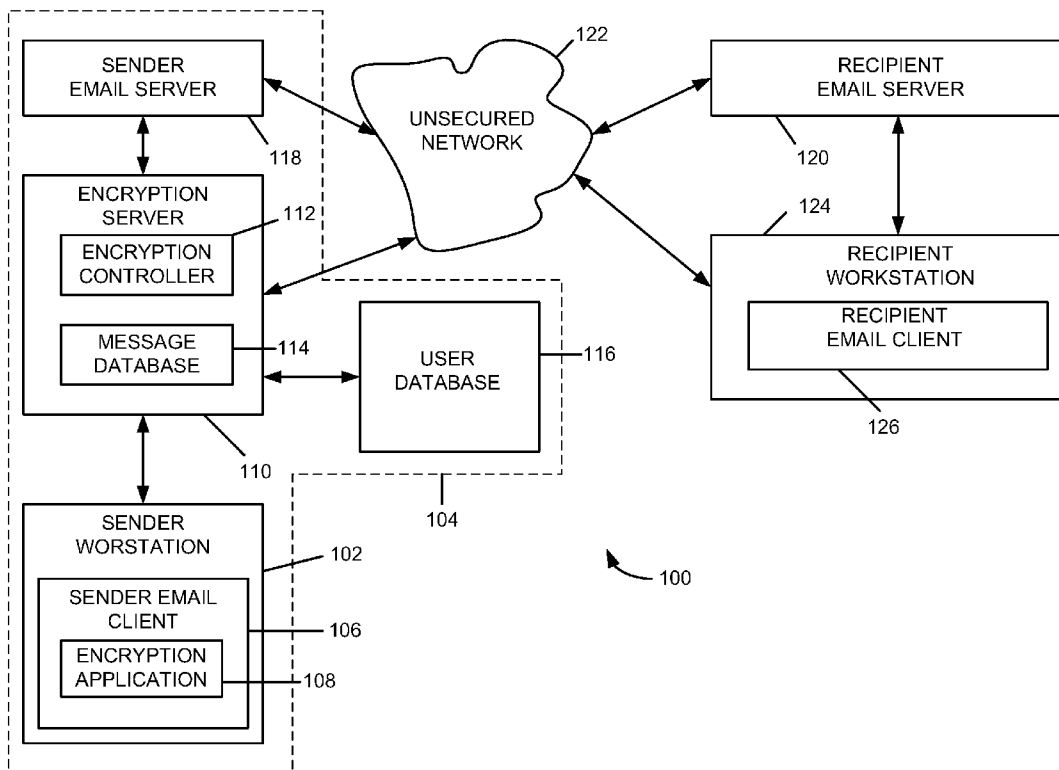 SENDER
EMAIL SERVER
118
122
UNSECURED
NETWORK
RECIPIENT
EMAIL SERVER
120
ENCRYPTION
SERVER
112
ENCRYPTION
CONTROLLER
MESSAGE
DATABASE
114
110
USER
DATABASE
116
104
124
RECIPIENT
WORKSTATION
RECIPIENT
EMAIL CLIENT
126
SENDER
WORSTATION
102
SENDER EMAIL
CLIENT
106
ENCRYPTION
APPLICATION
108
100